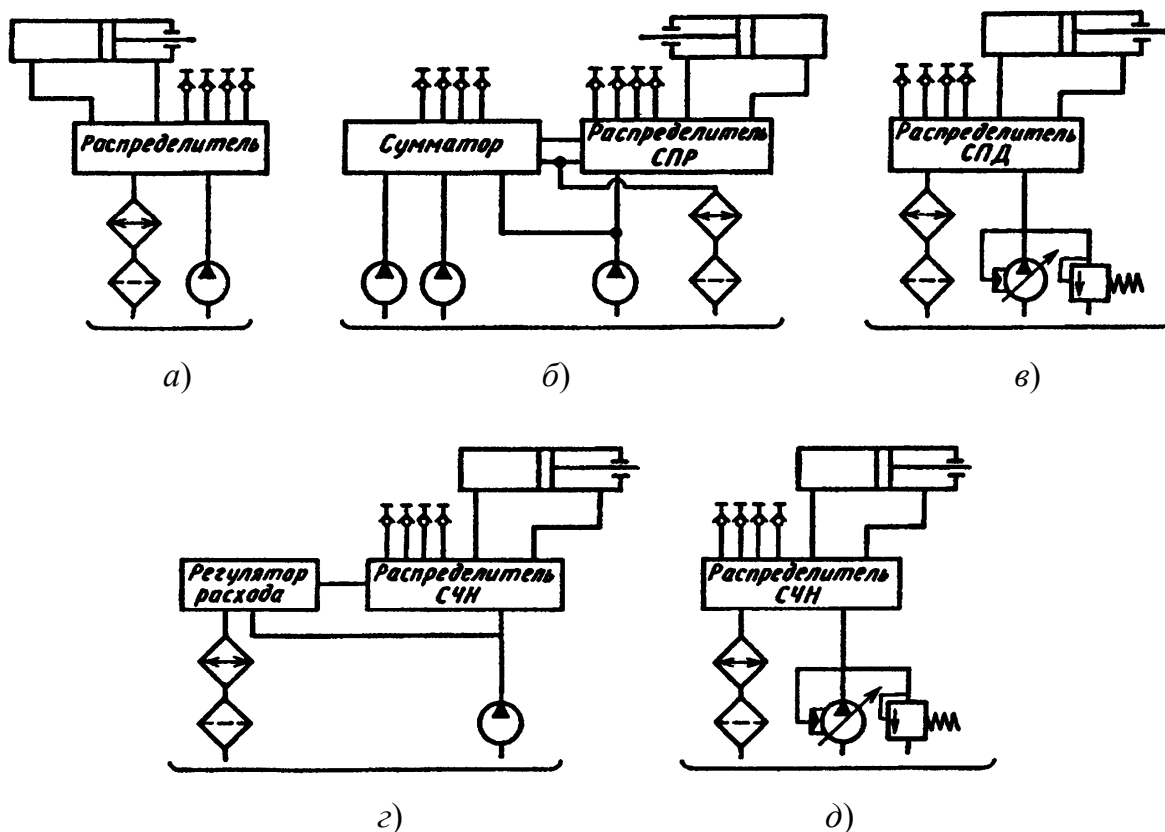 Распределитель
Сумматор
Распределитель
СПР
Распределитель
СПД
а)
б)
в)
Регулятор
расхода
Распределитель
СЧН
Распределитель
СЧН
г)
д)